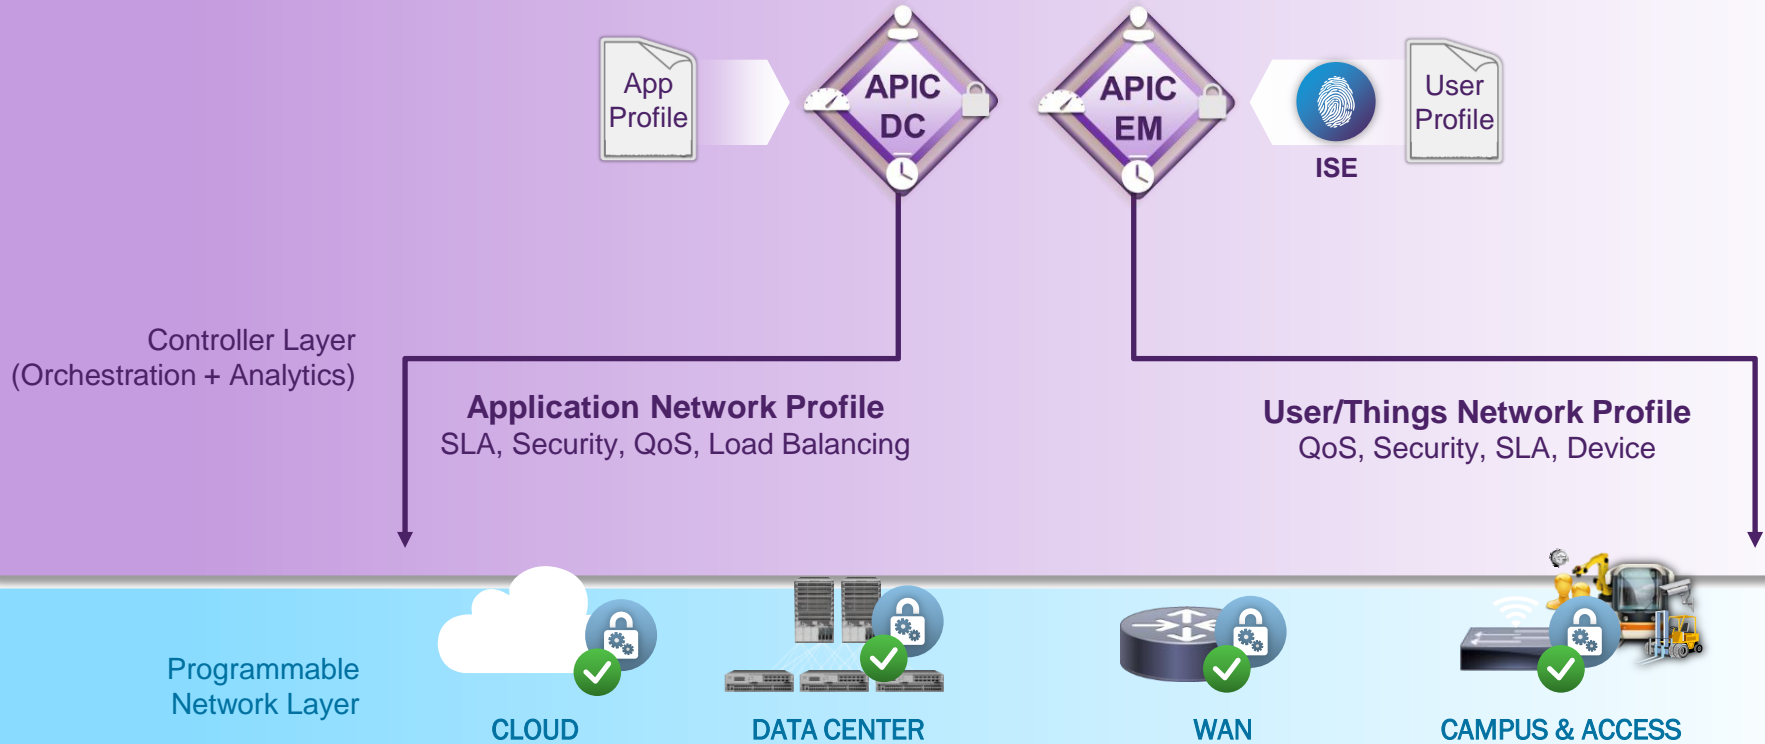 App
Profile
APIC
DC
APIC
EM
ISE
User
Profile
Controller Layer
(Orchestration + Analytics)
Application Network Profile
SLA, Security, QoS, Load Balancing
User/Things Network Profile
QoS, Security, SLA, Device
Programmable
Network Layer
CLOUD
DATA CENTER
WAN
CAMPUS & ACCESS